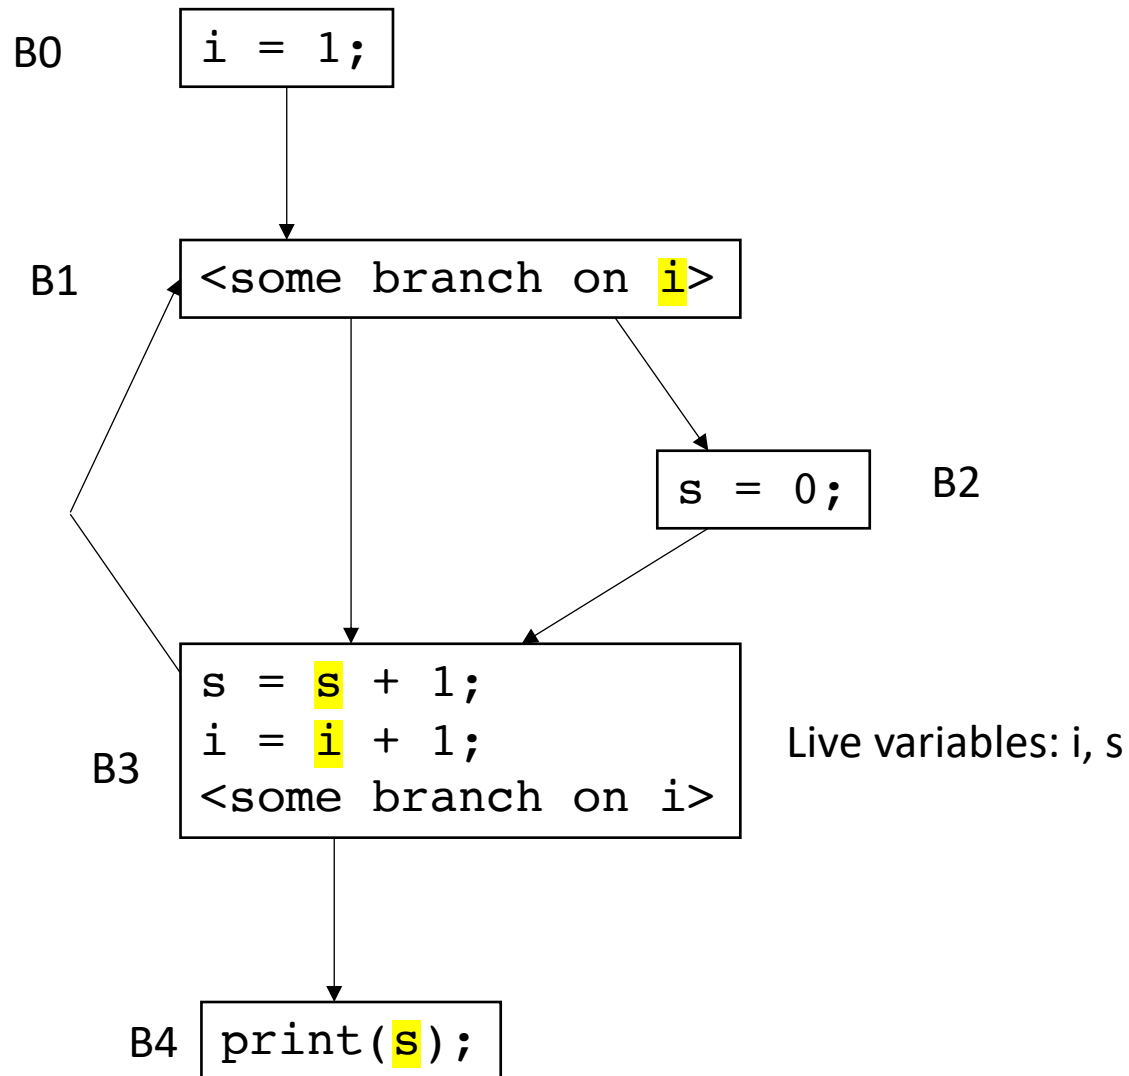 B0
i = 1;
B1
<some branch on i>
s = 0;
B2
s = s + 1;
i = i + 1;
<some branch on i>
B3
Live variables: i, s
B4
print(s);